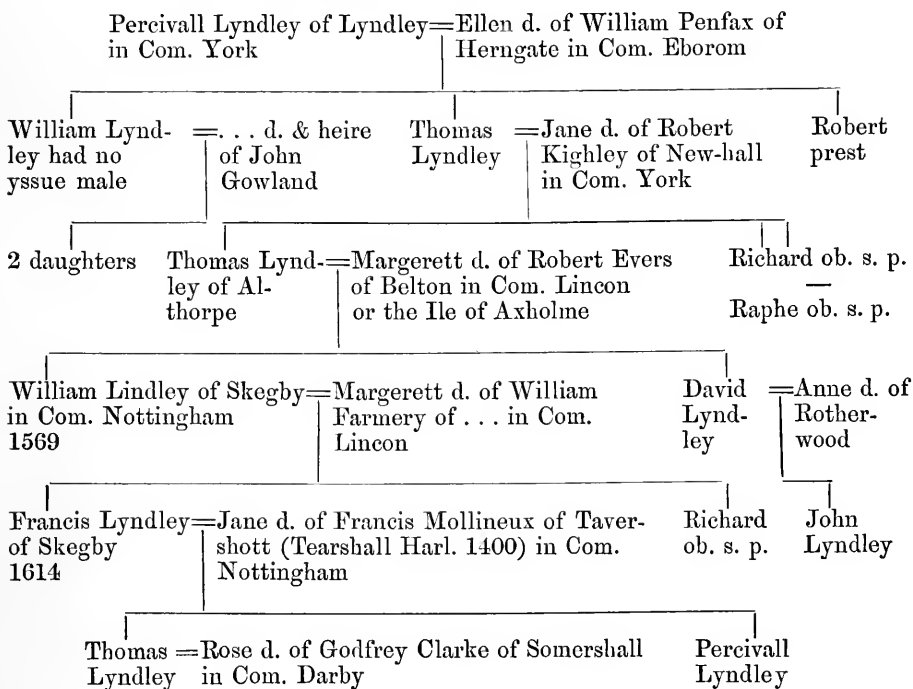 Percivall Lyndley of Lyndley=Ellen d. of William Penfax of
in Com. York Herngate in Com. Eborom
William Lynd- =. . . d. & heire Thomas =Jane d. of Robert Robert
ley had no of John Lyndley Kighley of New-hall prest
yssue male Gowland in Com. York
2 daughters Thomas Lynd-=Margerett d. of Robert Evers Richard ob. s. p.
ley of Al- of Belton in Com. Lincon —
thorpe or the Ile of Axholme Raphe ob. s. p.
William Lindley of Skegby=Margerett d. of William David =Anne d. of
in Com. Nottingham Farmery of . . . in Com. Lynd- Rother-
1569 Lincon ley wood
Francis Lyndley=Jane d. of Francis Mollineux of Taver- Richard John
of Skegby shott (Tearshall Harl. 1400) in Com. ob. s. p. Lyndley
1614 Nottingham
Thomas =Rose d. of Godfrey Clarke of Somershall Percivall
Lyndley in Com. Darby Lyndley